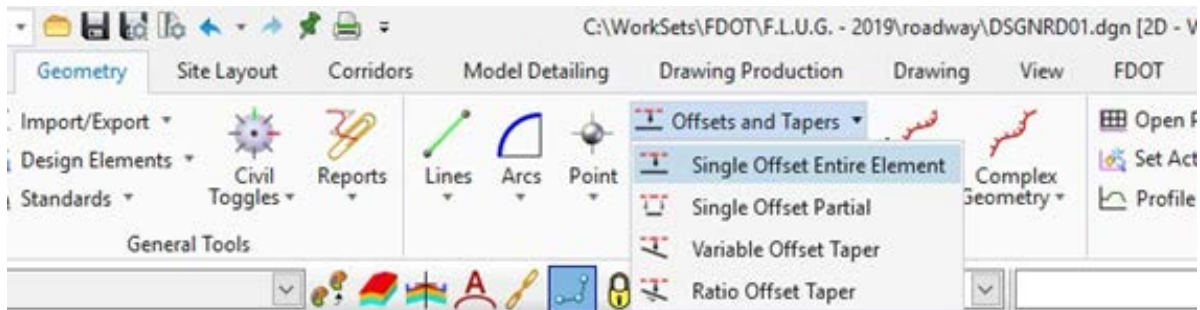 C:\WorkSets\FDOT\F.L.U.G. - 2019\roadway\DSGNRD01.dgn [2D - V
Geometry Site Layout Corridors Model Detailing Drawing Production Drawing View FDOT
Import/Export
Design Elements
Standards
Civil
Toggles
Reports
Lines
Arcs
Point
Offsets and Tapers
Single Offset Entire Element
Single Offset Partial
Variable Offset Taper
Ratio Offset Taper
Complex
Geometry
Open
Set Act
Profile
General Tools